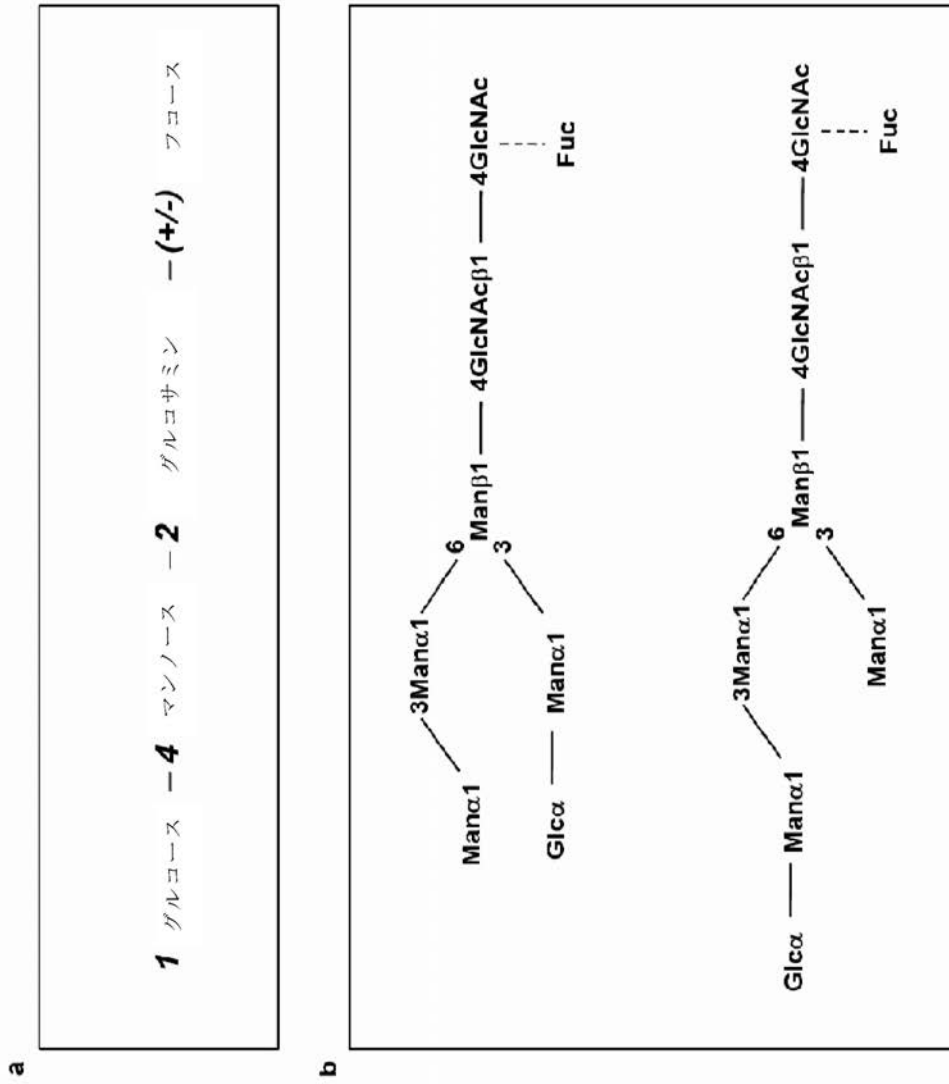 a
1 グルコース – 4 マンノース – 2 グルコサミン – (+/-) フコース
b
Manα1
3Manα1
6
Manβ1
4GlcNAcβ1
4GlcNAc
3
Glcα
Manα1
Fuc
Glcα
Manα1
3Manα1
6
Manβ1
4GlcNAcβ1
4GlcNAc
3
Manα1
Fuc